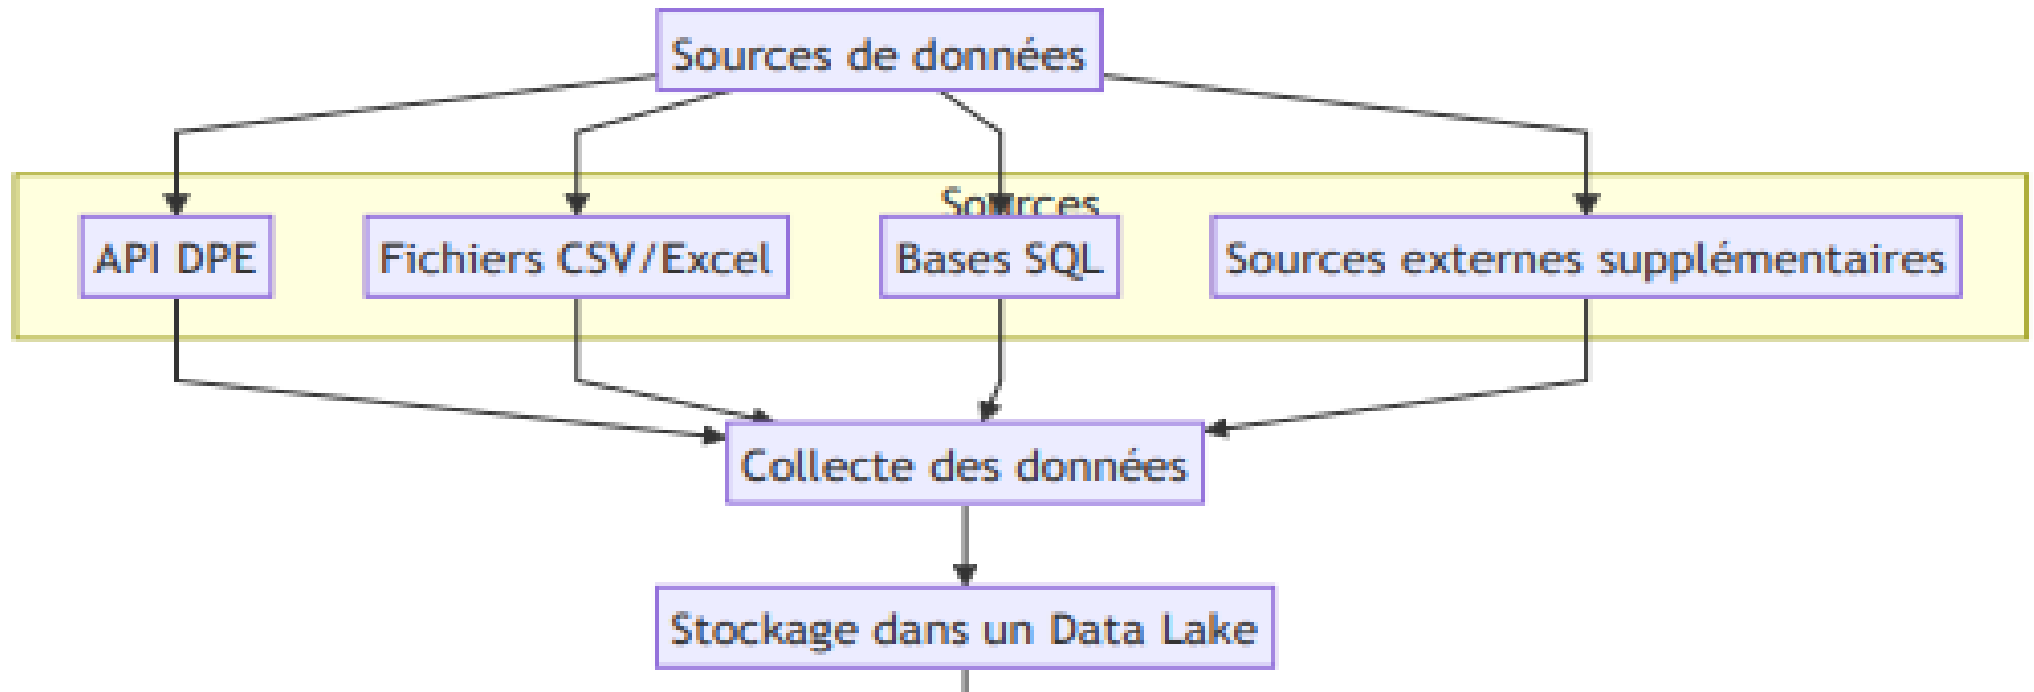 Sources de données
Sources
API DPE
Fichiers CSV/Excel
Bases SQL
Sources externes supplémentaires
Collecte des données
Stockage dans un Data Lake